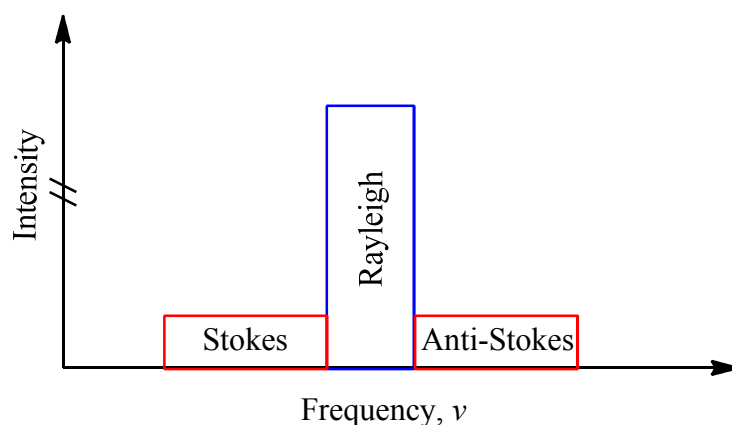 Intensity
Rayleigh
Stokes
Anti-Stokes
Frequency, v